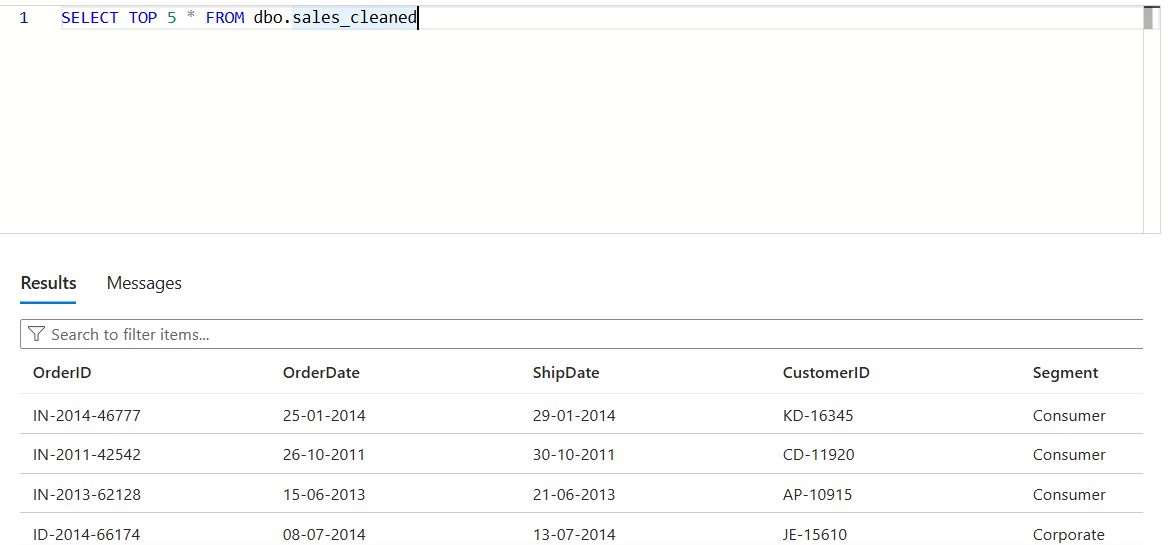 1 SELECT TOP 5 * FROM dbo.sales_cleaned
Results Messages
Search to filter items...
OrderID OrderDate ShipDate CustomerID Segment
IN-2014-46777 25-01-2014 29-01-2014 KD-16345 Consumer
IN-2011-42542 26-10-2011 30-10-2011 CD-11920 Consumer
IN-2013-62128 15-06-2013 21-06-2013 AP-10915 Consumer
ID-2014-66174 08-07-2014 13-07-2014 JE-15610 Corporate